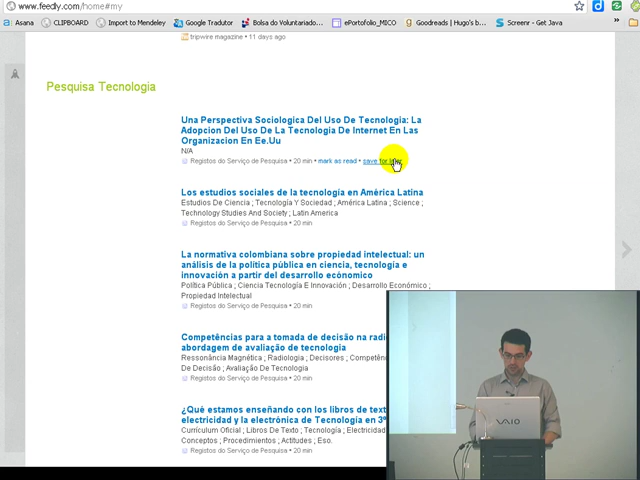 www.feedly.com/home#my
Asana CLIPBOARD Import to Mendeley Google Tradutor Bolsa do Voluntariado... ePortofolio_MICO Goodreads | Hugo's b... Screenr - Get Java »
tripwire magazine • 11 days ago
Pesquisa Tecnologia
Una Perspectiva Sociologica Del Uso De Tecnologia: La
Adopcion Del Uso De La Tecnologia De Internet En Las
Organizacion En Ee.Uu
N/A
Registos do Serviço de Pesquisa • 20 min • mark as read • save for later
Los estudios sociales de la tecnología en América Latina
Estudios De Ciencia ; Tecnología Y Sociedad ; América Latina ; Science ;
Technology Studies And Society ; Latin America
Registos do Serviço de Pesquisa • 20 min
La normativa colombiana sobre propiedad intelectual: un
análisis de la política pública en ciencia, tecnología e
innovación a partir del desarrollo ecónomico
Política Pública ; Ciencia Tecnología E Innovación ; Desarrollo Económico ;
Propiedad Intelectual
Registos do Serviço de Pesquisa • 20 min
Competências para a tomada de decisão na
abordagem de avaliação de tecnologia
Ressonância Magnética ; Radiologia ; Decisores ;
De Decisão ; Avaliação De Tecnologia
Registos do Serviço de Pesquisa • 20 min
¿Qué estamos enseñando con los libros de
electricidad y la electrónica de Tecnología en 3º
Currículum Oficial ; Libros De Texto ; Tecnología ;
Conceptos ; Procedimientos ; Actitudes ; Eso.
Registos do Serviço de Pesquisa • 20 min
VAIO